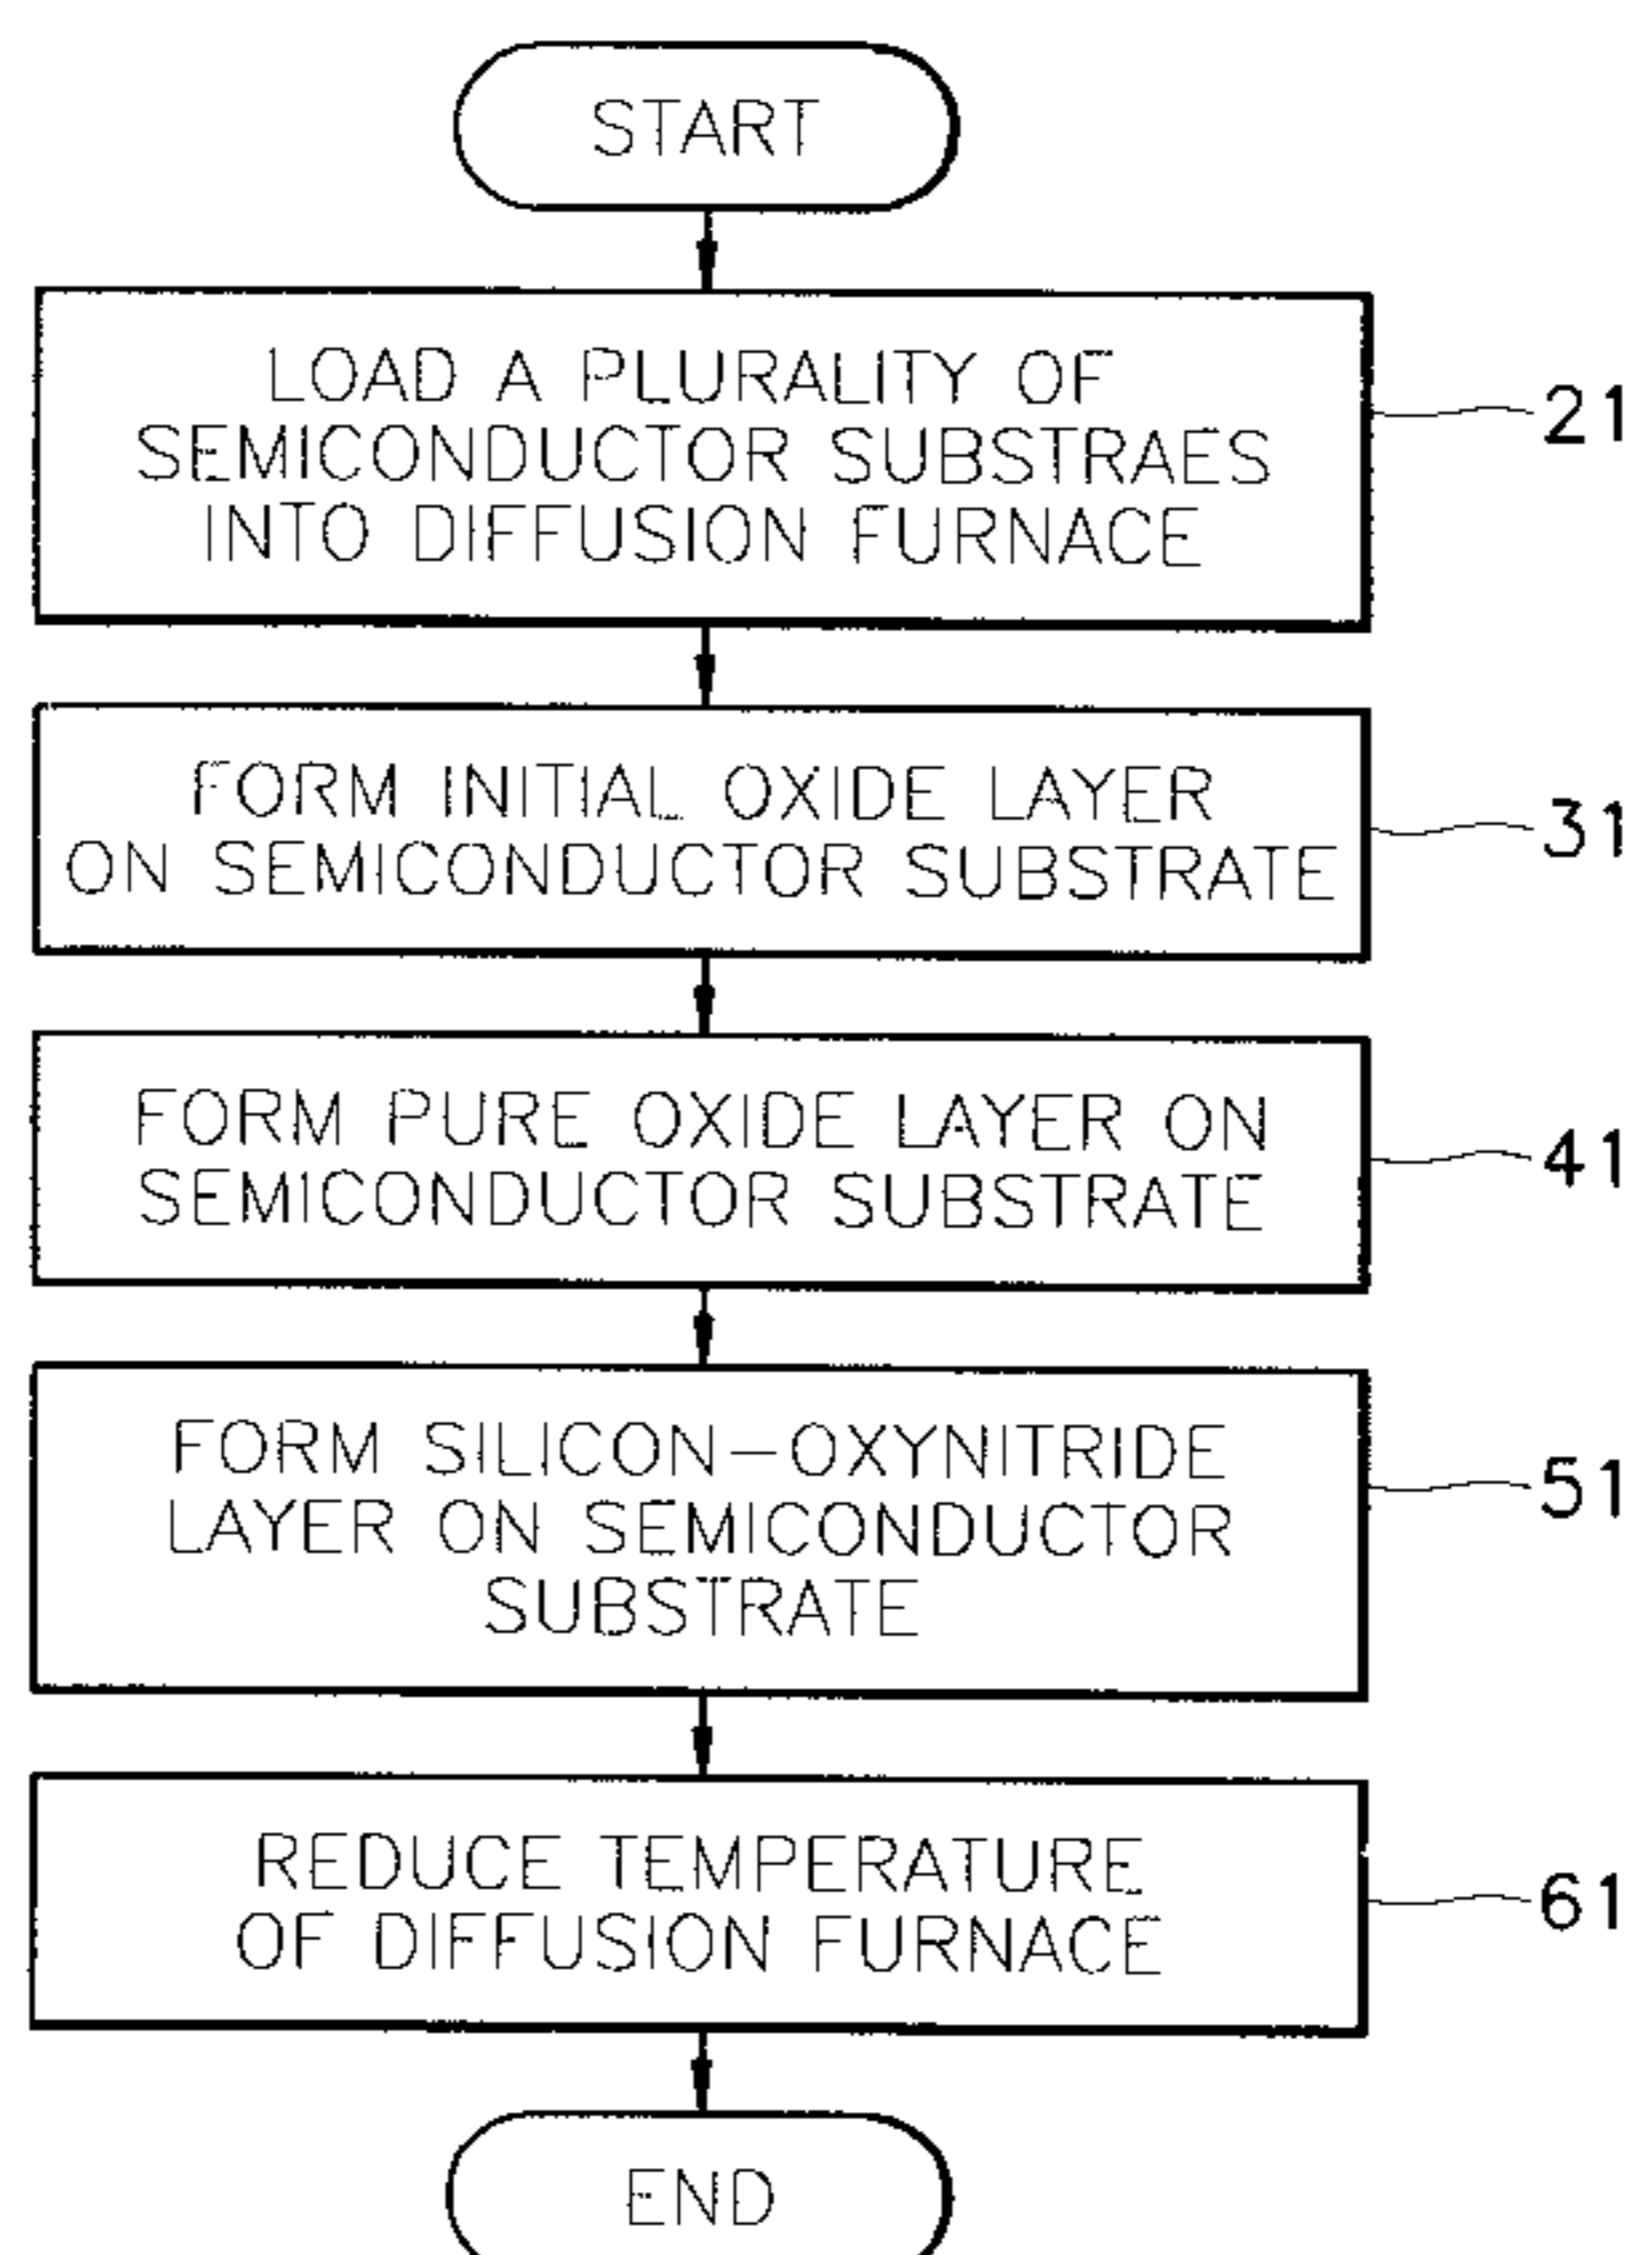 START
LOAD A PLURALITY OF
SEMICONDUCTOR SUBSTRAES
INTO DIFFUSION FURNACE
21
FORM INITIAL OXIDE LAYER
ON SEMICONDUCTOR SUBSTRATE
31
FORM PURE OXIDE LAYER ON
SEMICONDUCTOR SUBSTRATE
41
FORM SILICON-OXYNITRIDE
LAYER ON SEMICONDUCTOR
SUBSTRATE
51
REDUCE TEMPERATURE
OF DIFFUSION FURNACE
61
END